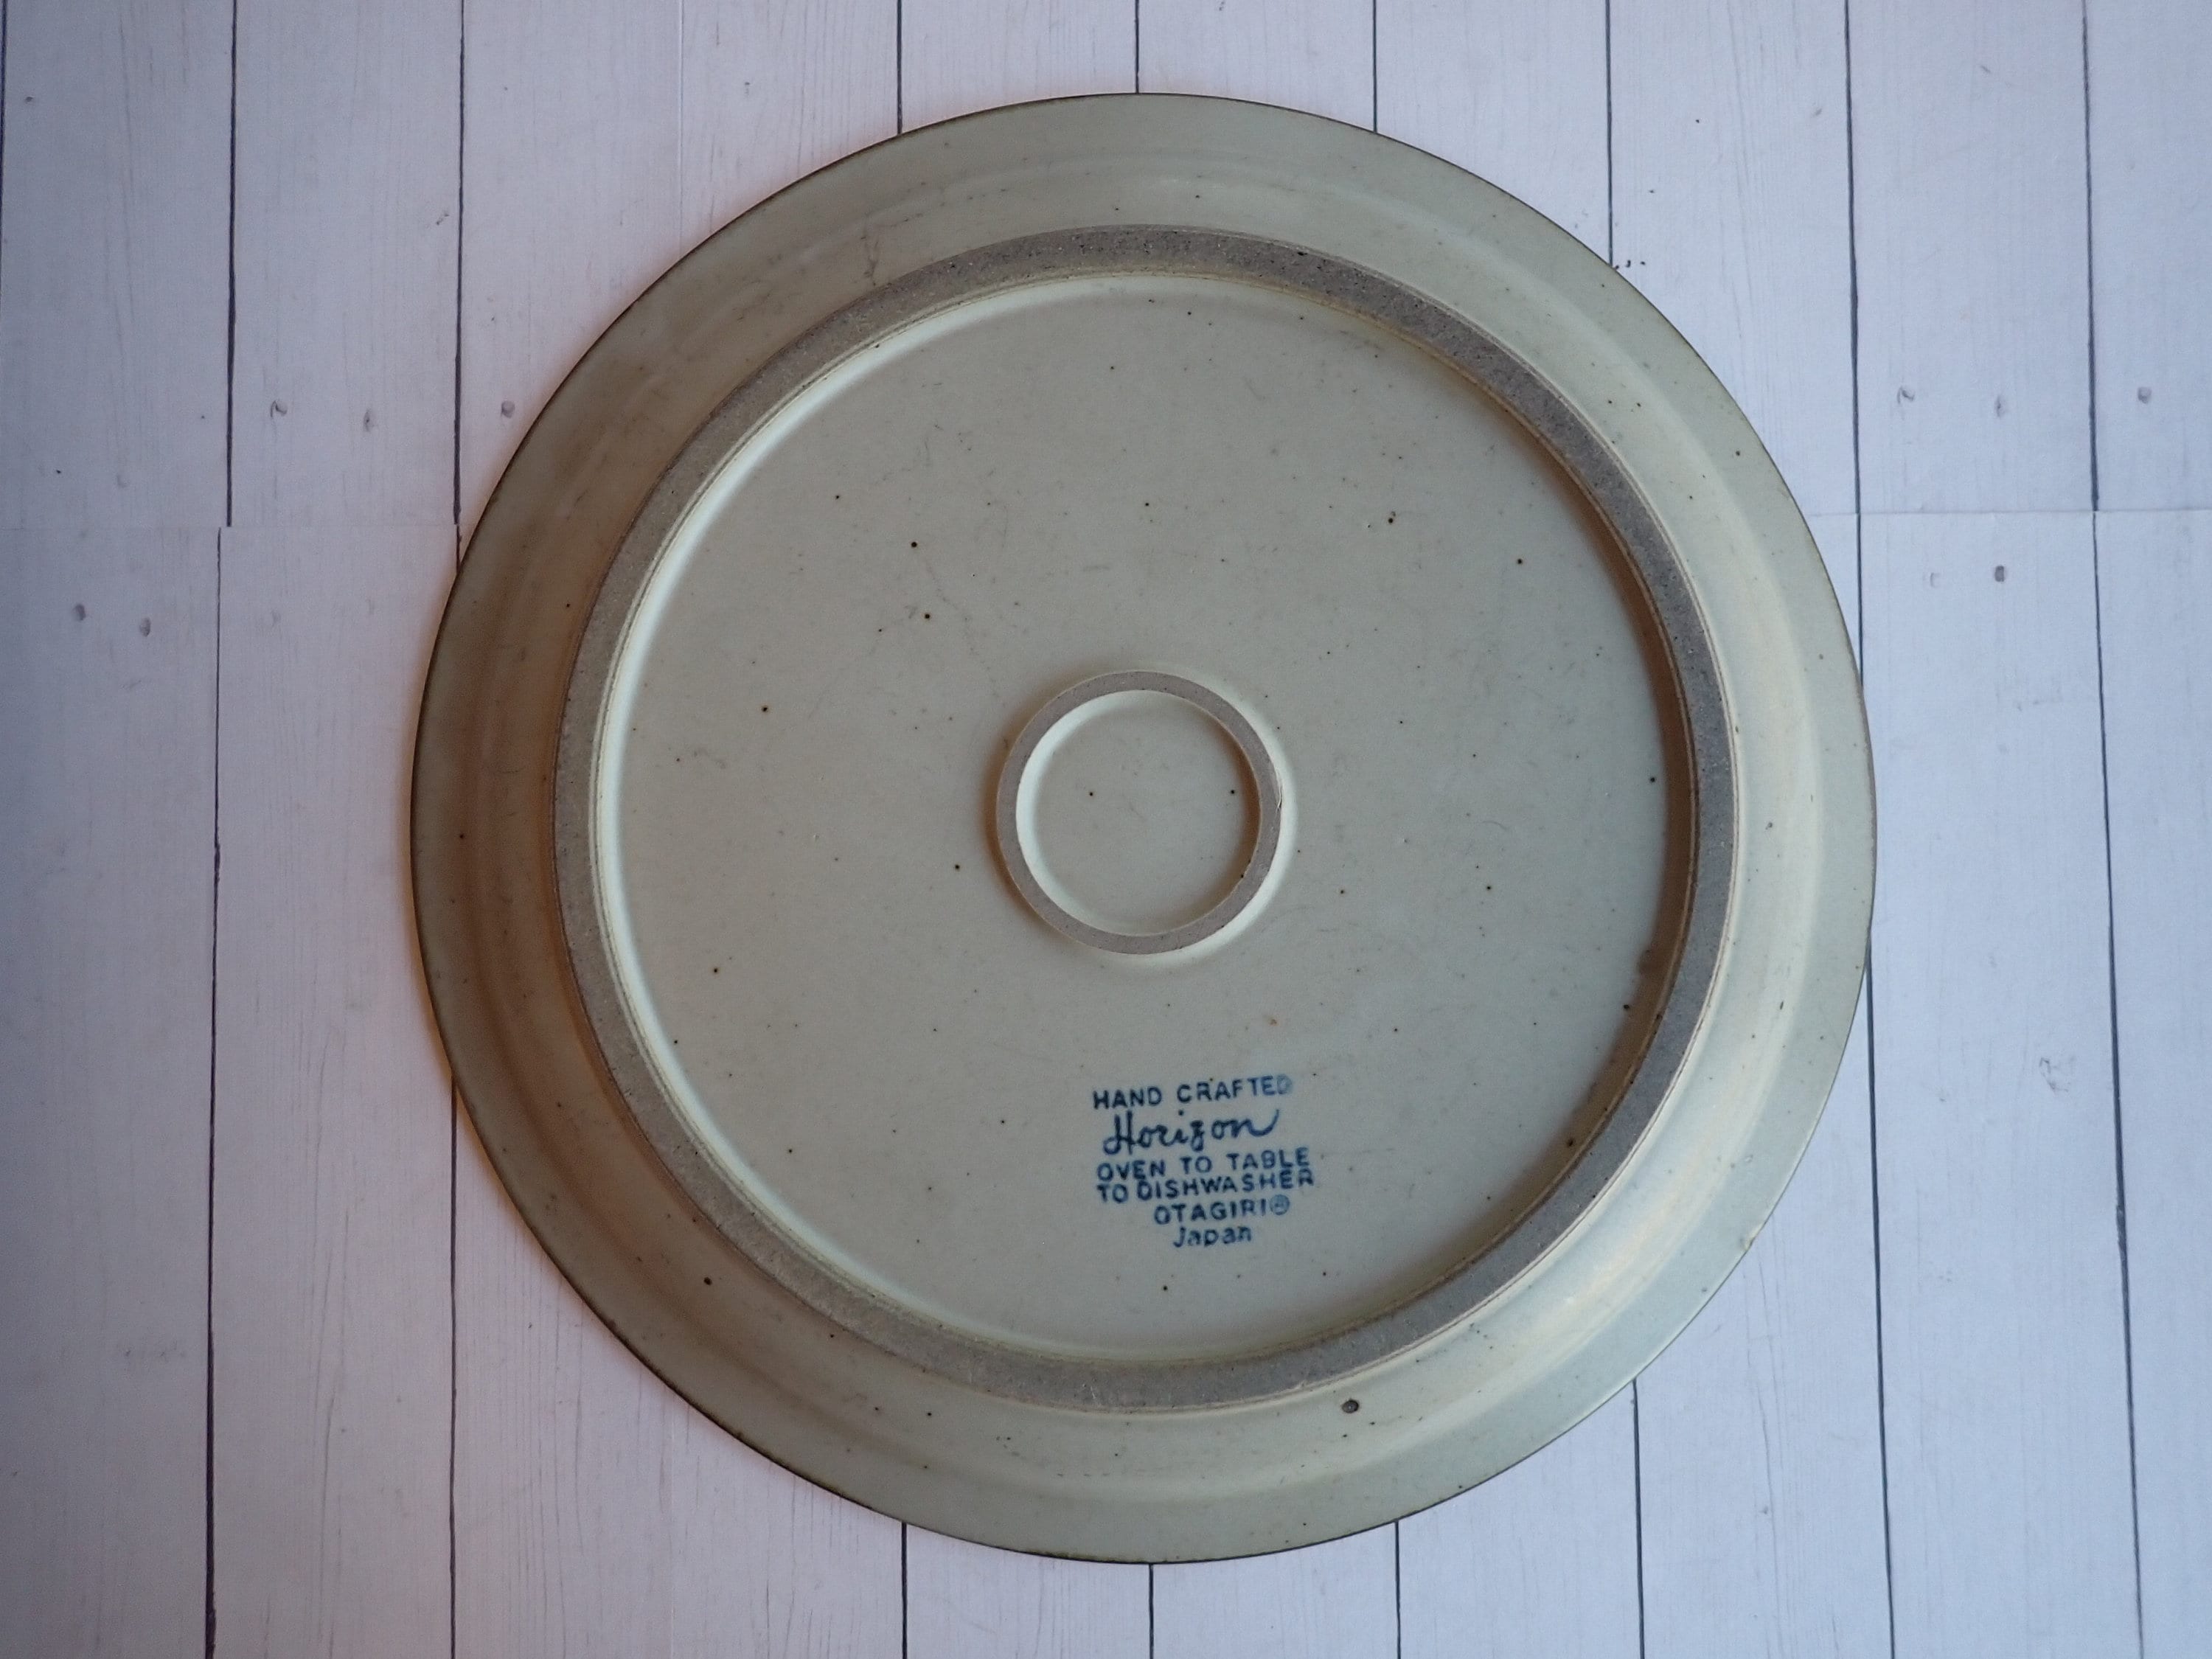 HAND CRAFTED
Horizon
OVEN TO TABLE
TO DISHWASHER
OTAGIRI®
Japan